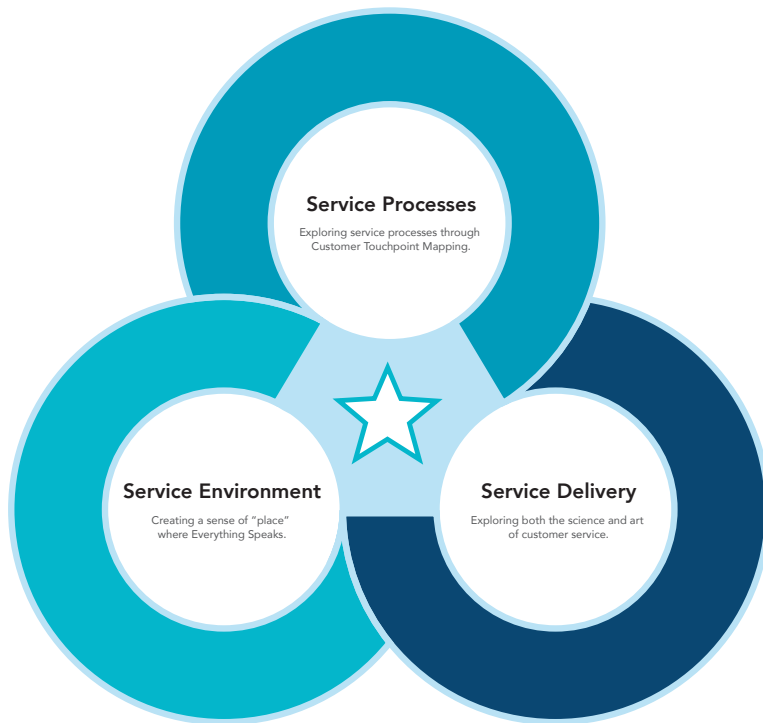 Service Processes
Exploring service processes through
Customer Touchpoint Mapping.
Service Environment
Creating a sense of “place”
where Everything Speaks.
Service Delivery
Exploring both the science and art
of customer service.